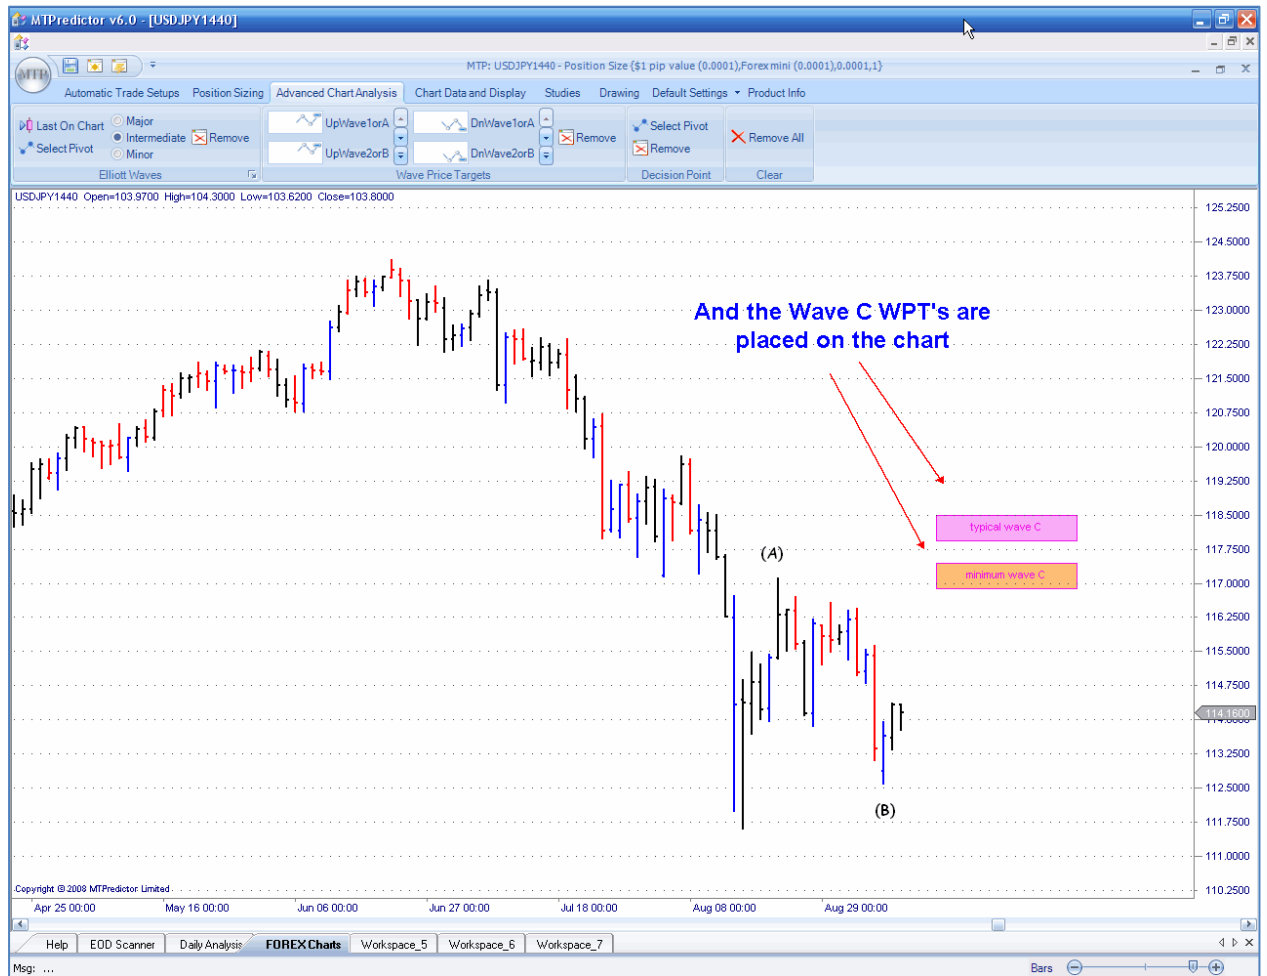 MTPredictor v6.0 - [USDJPY1440]
MTP
MTP: USDJPY1440 - Position Size {$1 pip value (0.0001),Forex mini (0.0001),0.0001,1}
Automatic Trade Setups Position Sizing Advanced Chart Analysis Chart Data and Display Studies Drawing Default Settings Product Info
Last On Chart
Select Pivot
Major
Intermediate
Minor
Remove
Elliott Waves
UpWave1orA
UpWave2orB
DnWave1orA
DnWave2orB
Remove
Wave Price Targets
Select Pivot
Remove
Decision Point
Remove All
Clear
USDJPY1440 Open=103.9700 High=104.3000 Low=103.6200 Close=103.8000
And the Wave C WPT's are
placed on the chart
typical wave C
minimum wave C
(A)
(B)
125.2500
124.5000
123.7500
123.0000
122.2500
121.5000
120.7500
120.0000
119.2500
118.5000
117.7500
117.0000
116.2500
115.5000
114.7500
114.1600
113.2500
112.5000
111.7500
111.0000
110.2500
Copyright © 2008 MTPredictor Limited
Apr 25 00:00 May 16 00:00 Jun 06 00:00 Jun 27 00:00 Jul 18 00:00 Aug 08 00:00 Aug 29 00:00
Help EOD Scanner Daily Analysis FOREX Charts Workspace_5 Workspace_6 Workspace_7
Msg: ...
Bars